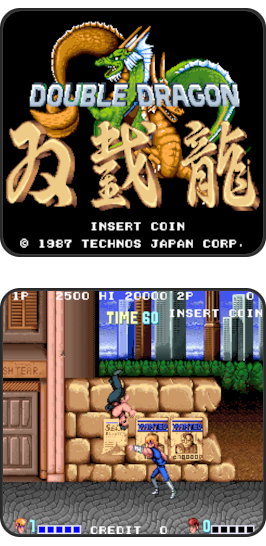 DOUBLE DRAGON
双截龍
INSERT COIN
© 1987 TECHNOS JAPAN CORP.
1P 2500 HI 20000 2P 0
TIME 60 INSERT COIN
WANTED WANTED
1 CREDIT 0 0